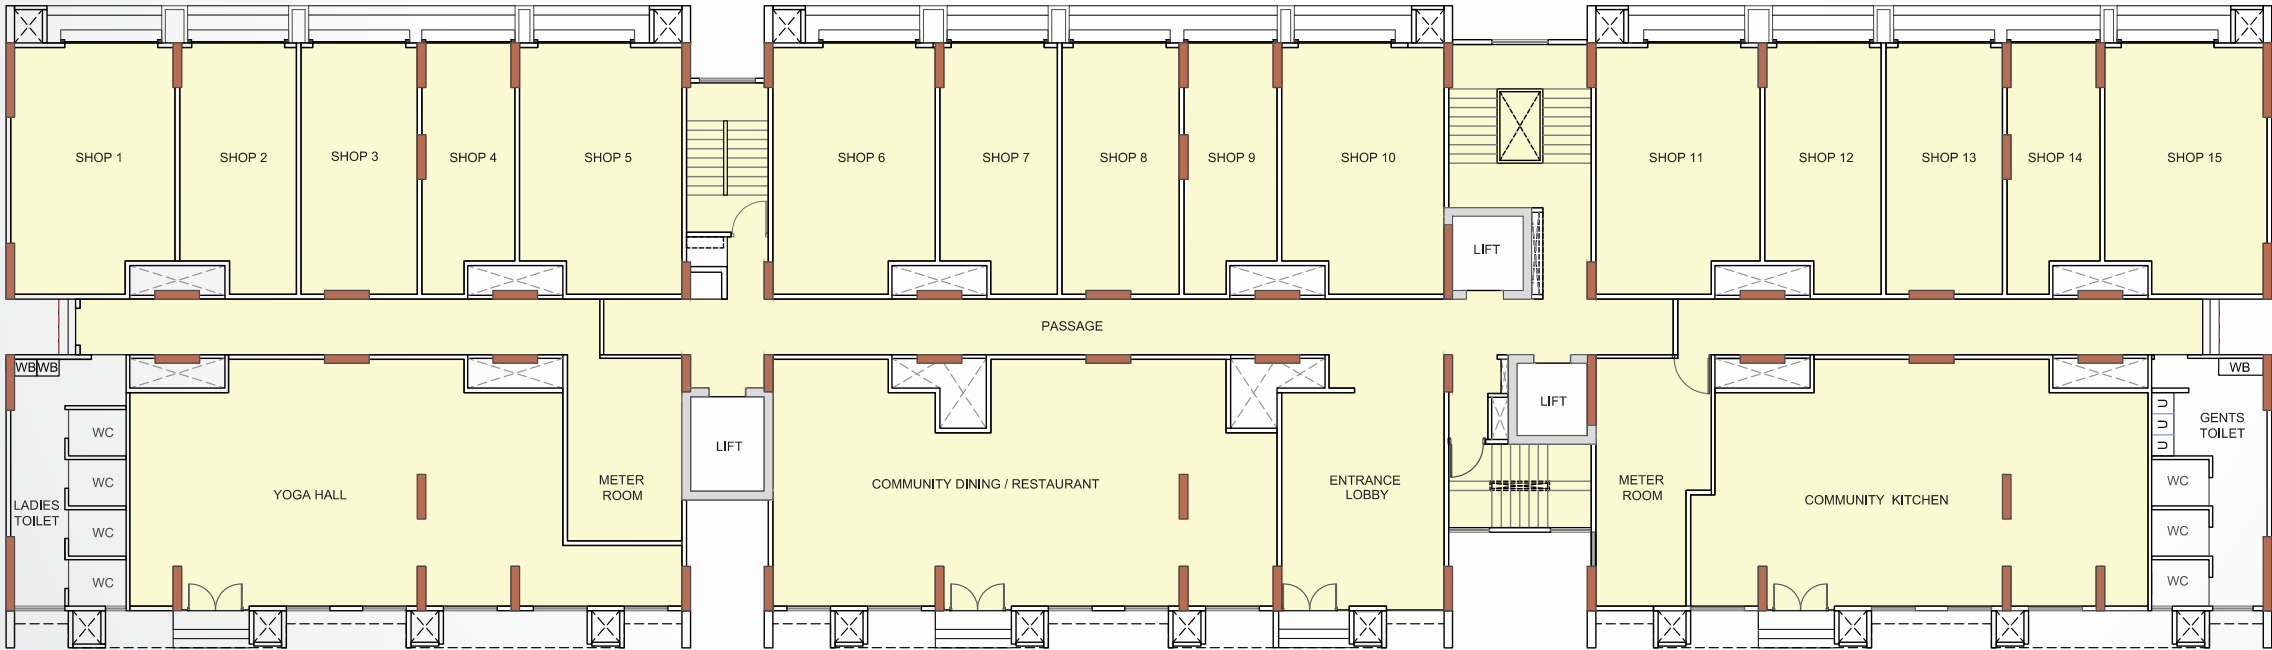 SHOP 1
SHOP 2
SHOP 3
SHOP 4
SHOP 5
SHOP 6
SHOP 7
SHOP 8
SHOP 9
SHOP 10
SHOP 11
SHOP 12
SHOP 13
SHOP 14
SHOP 15
LIFT
PASSAGE
WB WB
WC
WC
WC
WC
LADIES
TOILET
YOGA HALL
METER
ROOM
LIFT
COMMUNITY DINING / RESTAURANT
ENTRANCE
LOBBY
LIFT
METER
ROOM
COMMUNITY KITCHEN
WB
U
U
U
GENTS
TOILET
WC
WC
WC